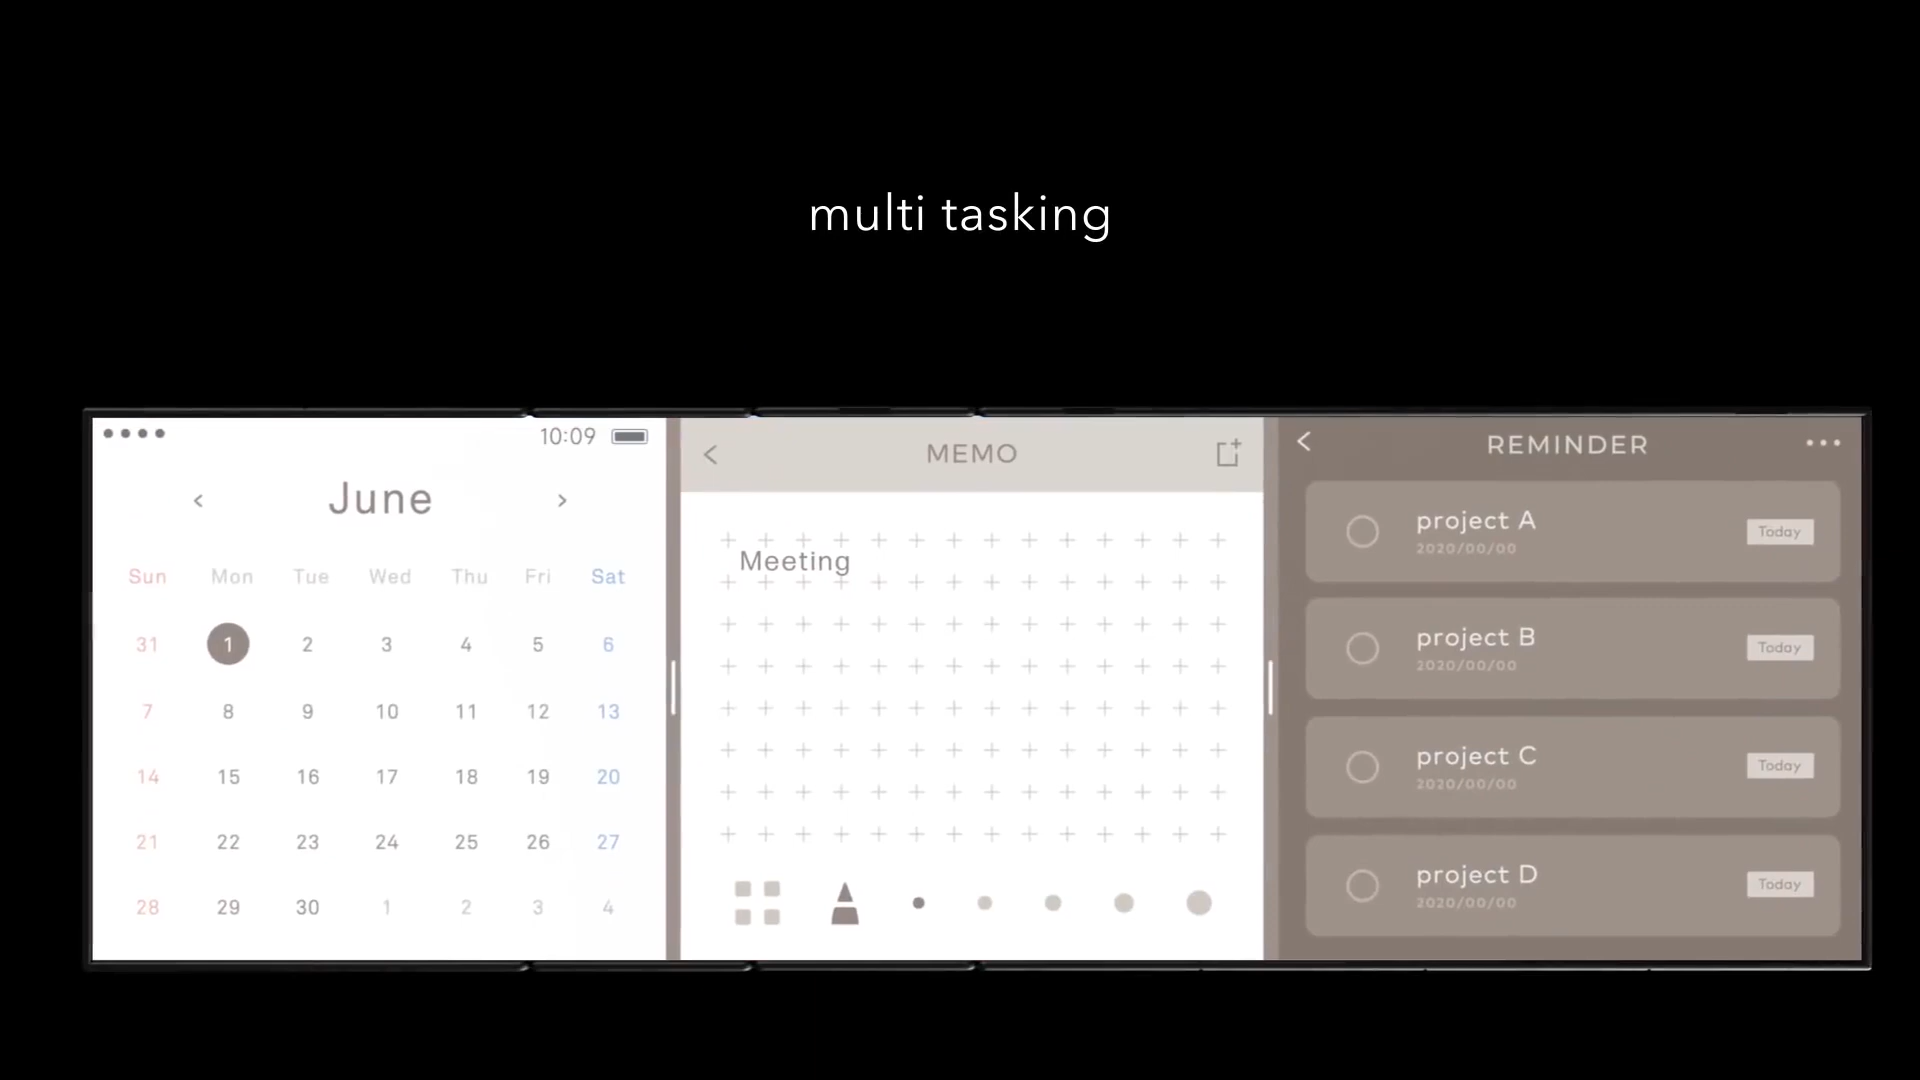 multi tasking
10:09
< June >
Sun Mon Tue Wed Thu Fri Sat
31 1 2 3 4 5 6
7 8 9 10 11 12 13
14 15 16 17 18 19 20
21 22 23 24 25 26 27
28 29 30 1 2 3 4
MEMO
Meeting
REMINDER
project A
2020/00/00
Today
project B
2020/00/00
Today
project C
2020/00/00
Today
project D
2020/00/00
Today